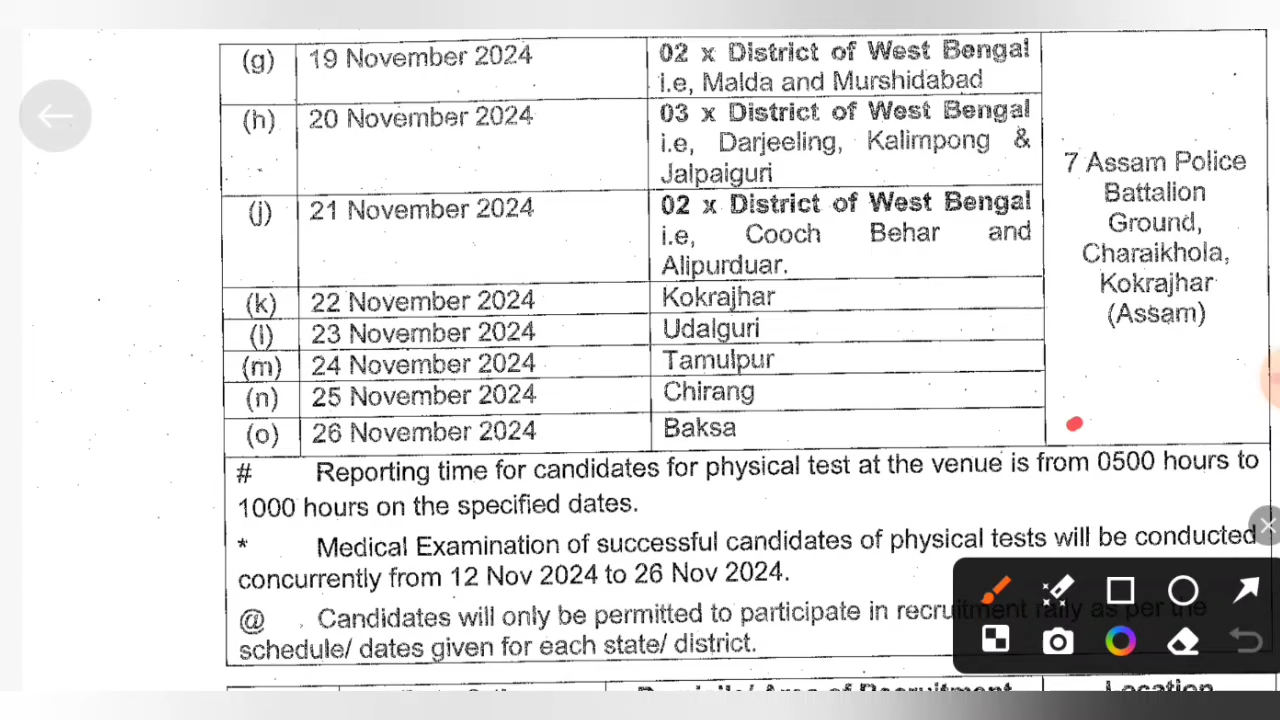 (g) 19 November 2024 02 x District of West Bengal
i.e, Malda and Murshidabad
(h) 20 November 2024 03 x District of West Bengal
i.e, Darjeeling, Kalimpong &
Jalpaiguri
(j) 21 November 2024 02 x District of West Bengal
i.e, Cooch Behar and
Alipurduar.
(k) 22 November 2024 Kokrajhar
(l) 23 November 2024 Udalguri
(m) 24 November 2024 Tamulpur
(n) 25 November 2024 Chirang
(o) 26 November 2024 Baksa
7 Assam Police
Battalion
Ground,
Charaikhola,
Kokrajhar
(Assam)
# Reporting time for candidates for physical test at the venue is from 0500 hours to
1000 hours on the specified dates.
* Medical Examination of successful candidates of physical tests will be conducted
concurrently from 12 Nov 2024 to 26 Nov 2024.
@ Candidates will only be permitted to participate in recruitment rally as per the
schedule/ dates given for each state/ district.
Area of Recruitment Location